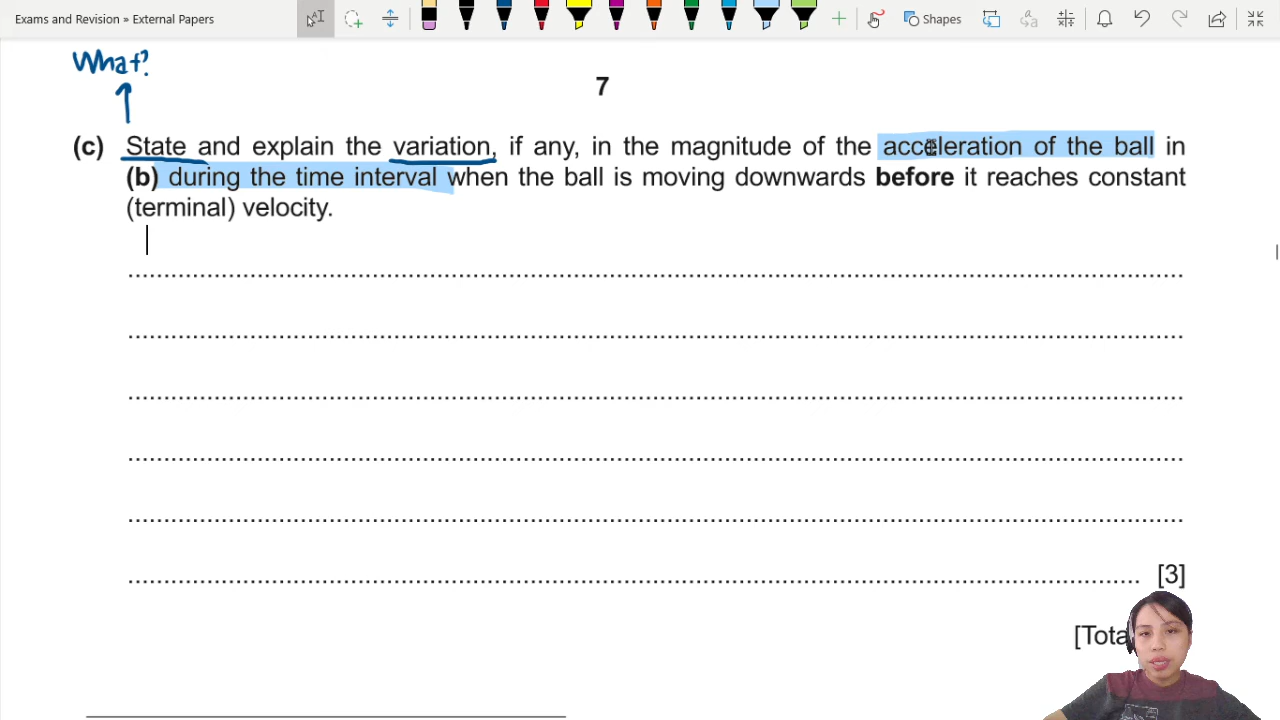 Exams and Revision » External Papers
Shapes
What?
7
(c) State and explain the variation, if any, in the magnitude of the acceleration of the ball in
(b) during the time interval when the ball is moving downwards before it reaches constant
(terminal) velocity.
[3]